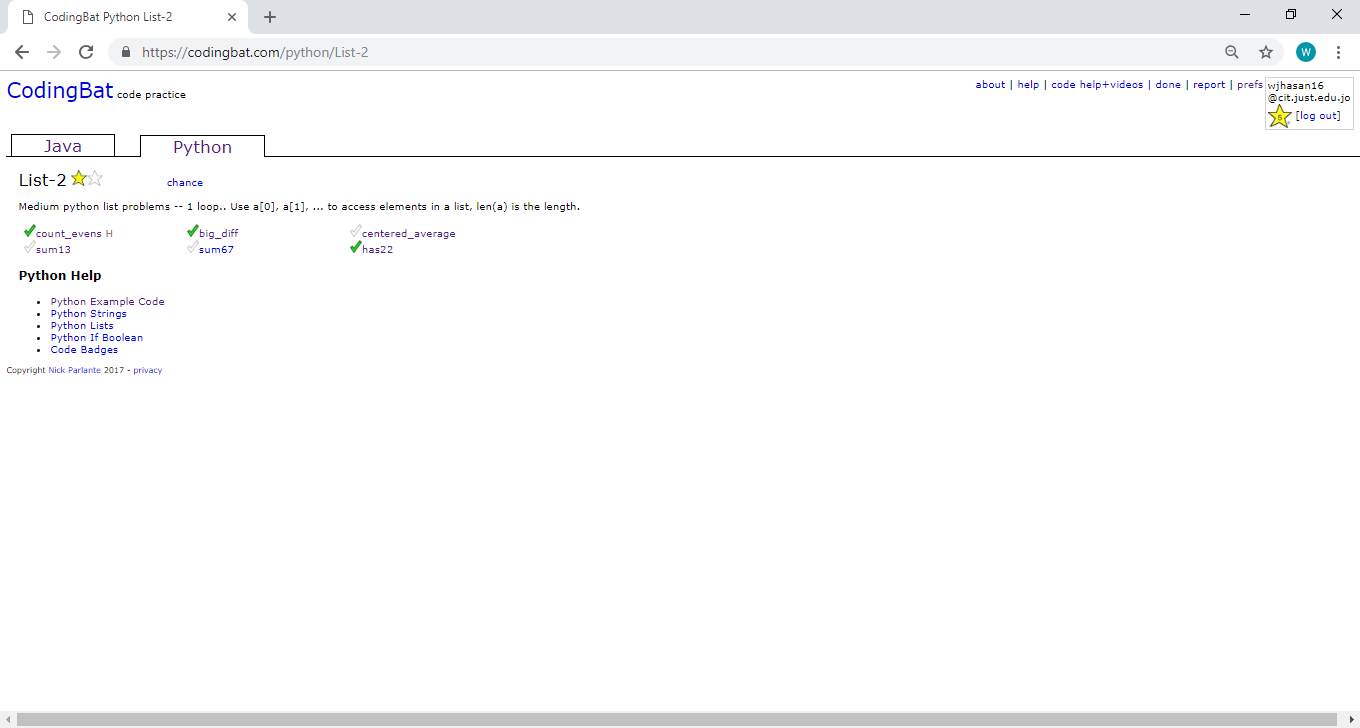 CodingBat Python List-2
https://codingbat.com/python/List-2
W
CodingBat code practice
about | help | code help+videos | done | report | prefs
wjhasan16
@cit.just.edu.jo
[log out]
Java
Python
List-2
chance
Medium python list problems -- 1 loop.. Use a[0], a[1], ... to access elements in a list, len(a) is the length.
count_evens H big_diff centered_average
sum13 sum67 has22
Python Help
Python Example Code
Python Strings
Python Lists
Python If Boolean
Code Badges
Copyright Nick Parlante 2017 - privacy